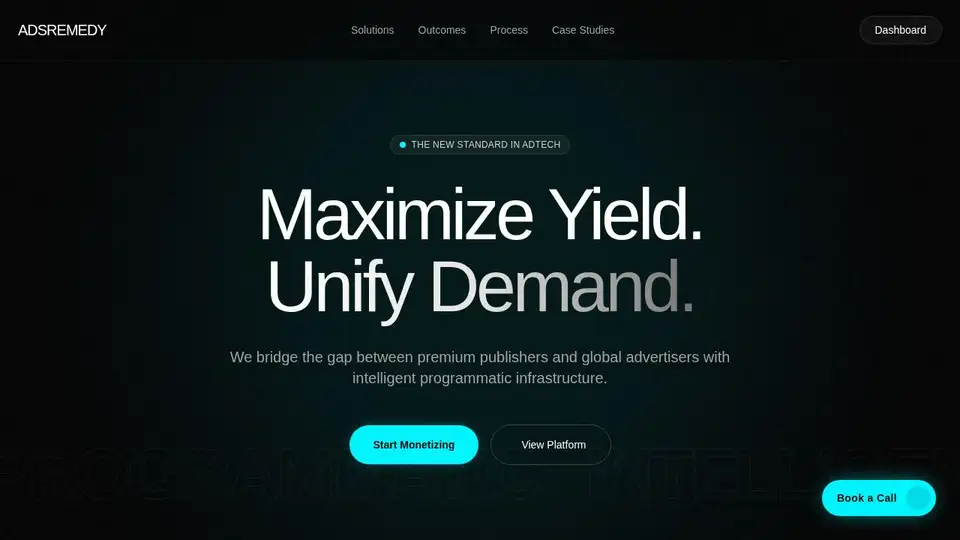 ADSREMEDY
Solutions
Outcomes
Process
Case Studies
Dashboard
THE NEW STANDARD IN ADTECH
Maximize Yield.
Unify Demand.
We bridge the gap between premium publishers and global advertisers with
intelligent programmatic infrastructure.
Start Monetizing
View Platform
Book a Call